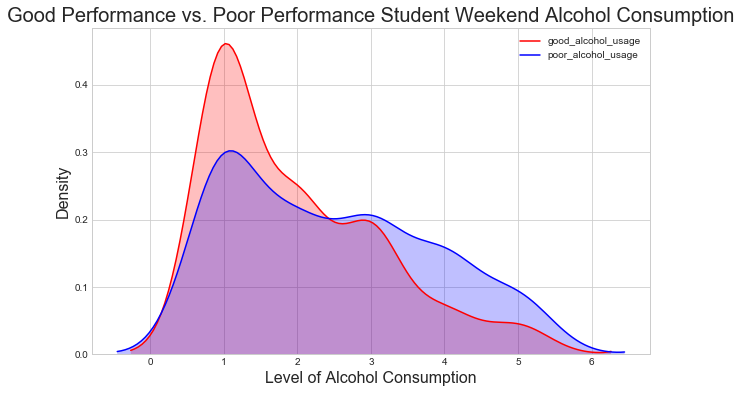 Good Performance vs. Poor Performance Student Weekend Alcohol Consumption
good_alcohol_usage
poor_alcohol_usage
0.4
0.3
0.2
0.1
0.0
Density
0 1 2 3 4 5 6
Level of Alcohol Consumption